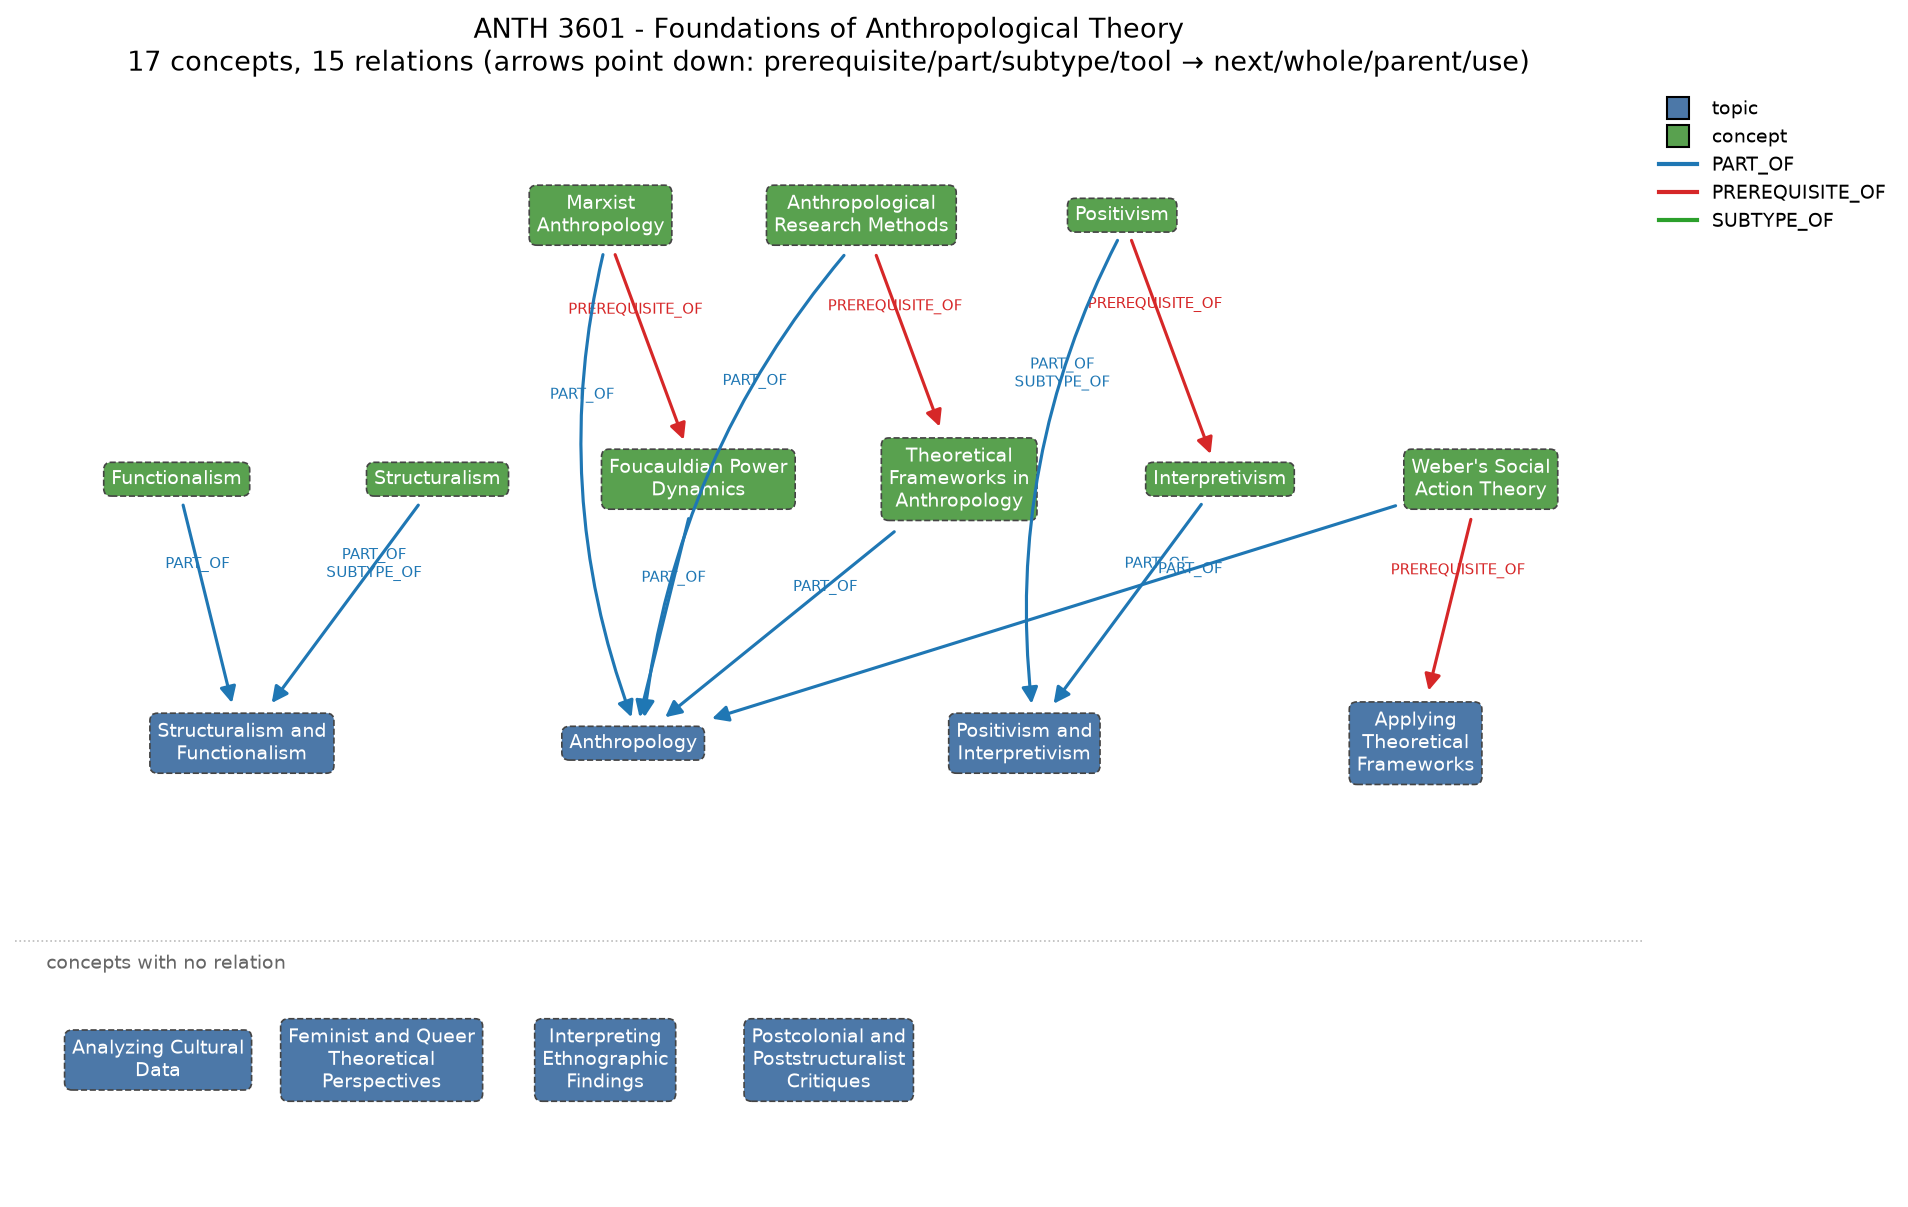 ANTH 3601 - Foundations of Anthropological Theory
17 concepts, 15 relations (arrows point down: prerequisite/part/subtype/tool → next/whole/parent/use)
topic
concept
PART_OF
PREREQUISITE_OF
SUBTYPE_OF
Marxist
Anthropology
Anthropological
Research Methods
Positivism
PREREQUISITE_OF
PREREQUISITE_OF
PREREQUISITE_OF
PART_OF
PART_OF
PART_OF
SUBTYPE_OF
Functionalism
Structuralism
Foucauldian Power
Dynamics
Theoretical
Frameworks in
Anthropology
Interpretivism
Weber's Social
Action Theory
PART_OF
PART_OF
SUBTYPE_OF
PART_OF
PART_OF
PART_OF
PART_OF
PREREQUISITE_OF
Structuralism and
Functionalism
Anthropology
Positivism and
Interpretivism
Applying
Theoretical
Frameworks
concepts with no relation
Analyzing Cultural
Data
Feminist and Queer
Theoretical
Perspectives
Interpreting
Ethnographic
Findings
Postcolonial and
Poststructuralist
Critiques